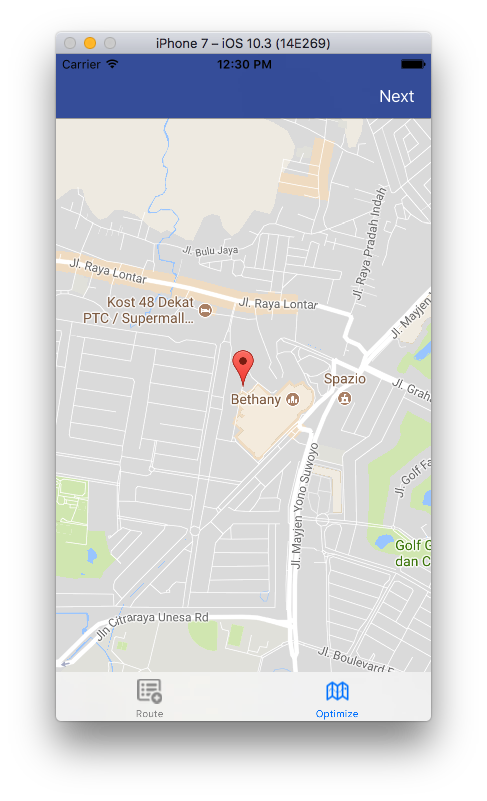 iPhone 7 – iOS 10.3 (14E269)
Carrier 12:30 PM
Next
Jl. Raya Pradah Indah
Jl. Bulu Jaya
Jl. Raya Lontar
Jl. Raya Lontar
Kost 48 Dekat
PTC / Supermall...
Jl. Mayjen
Spazio
Jl. Grah
Bethany
Jl. Mayjen Yono Suwoyo
Jl. Golf Fa
Golf G
dan C
Jln Citraraya Unesa Rd
Jl. Boulevard
Route
Optimize